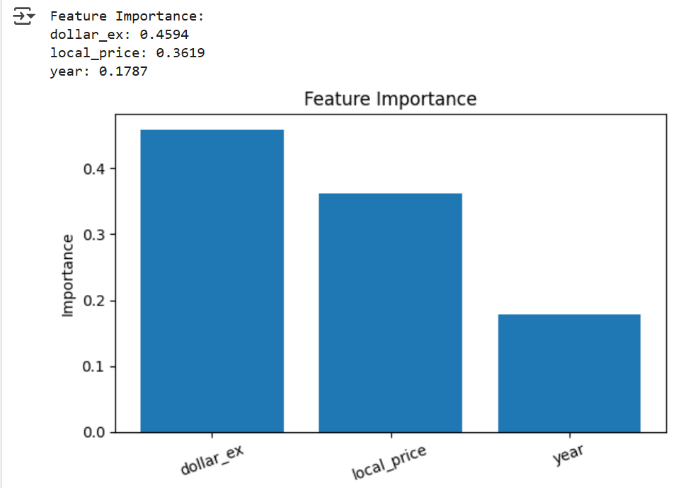 Feature Importance:
dollar_ex: 0.4594
local_price: 0.3619
year: 0.1787
Feature Importance
Importance
0.4
0.3
0.2
0.1
0.0
dollar_ex
local_price
year